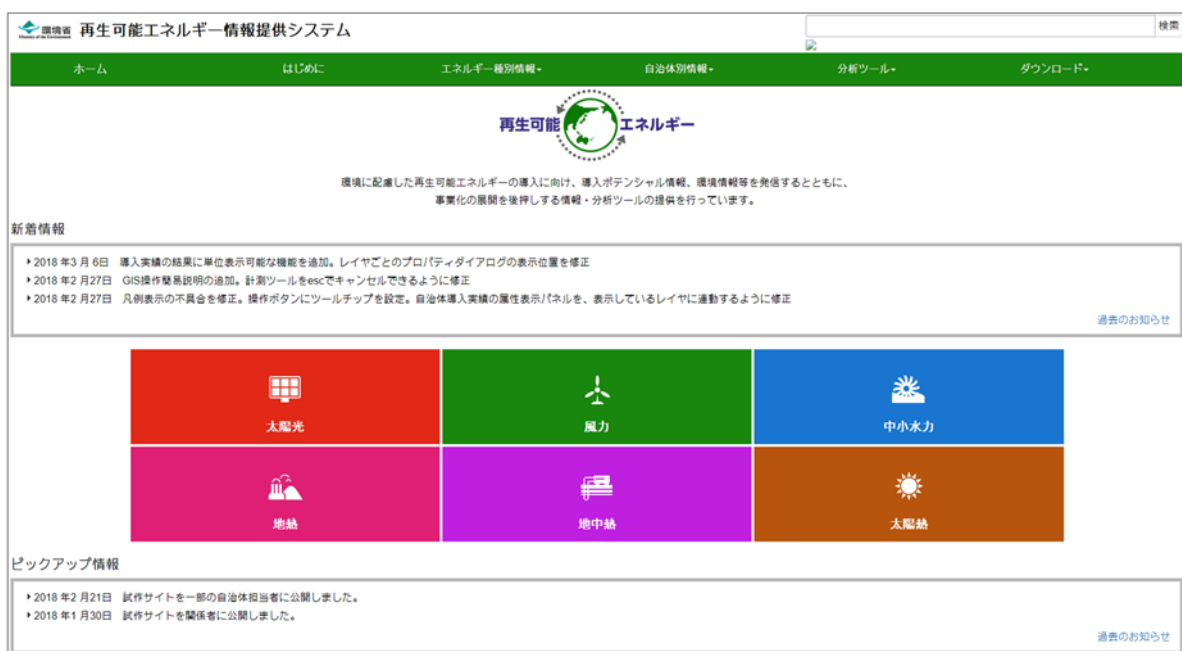 環境省 再生可能エネルギー情報提供システム
検索
ホーム はじめに エネルギー種別情報 自治体別情報 分析ツール ダウンロード
再生可能 エネルギー
環境に配慮した再生可能エネルギーの導入に向け、導入ポテンシャル情報、環境情報等を発信するとともに、
事業化の展開を後押しする情報・分析ツールの提供を行っています。
新着情報
2018年3月6日 導入実績の結果に単位表示可能な機能を追加。レイヤごとのプロパティダイアログの表示位置を修正
2018年2月27日 GIS操作簡易説明の追加。計測ツールをescでキャンセルできるように修正
2018年2月27日 凡例表示の不具合を修正。操作ボタンにツールチップを設定。自治体導入実績の属性表示パネルを、表示しているレイヤに連動するように修正
過去のお知らせ
太陽光 風力 中小水力
地熱 地中熱 太陽熱
ピックアップ情報
2018年2月21日 試作サイトを一部の自治体担当者に公開しました。
2018年1月30日 試作サイトを関係者に公開しました。
過去のお知らせ